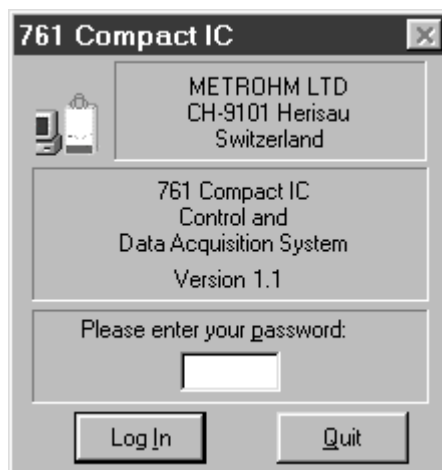 761 Compact IC
METROHM LTD
CH-9101 Herisau
Switzerland
761 Compact IC
Control and
Data Acquisition System
Version 1.1
Please enter your password:
Log In
Quit